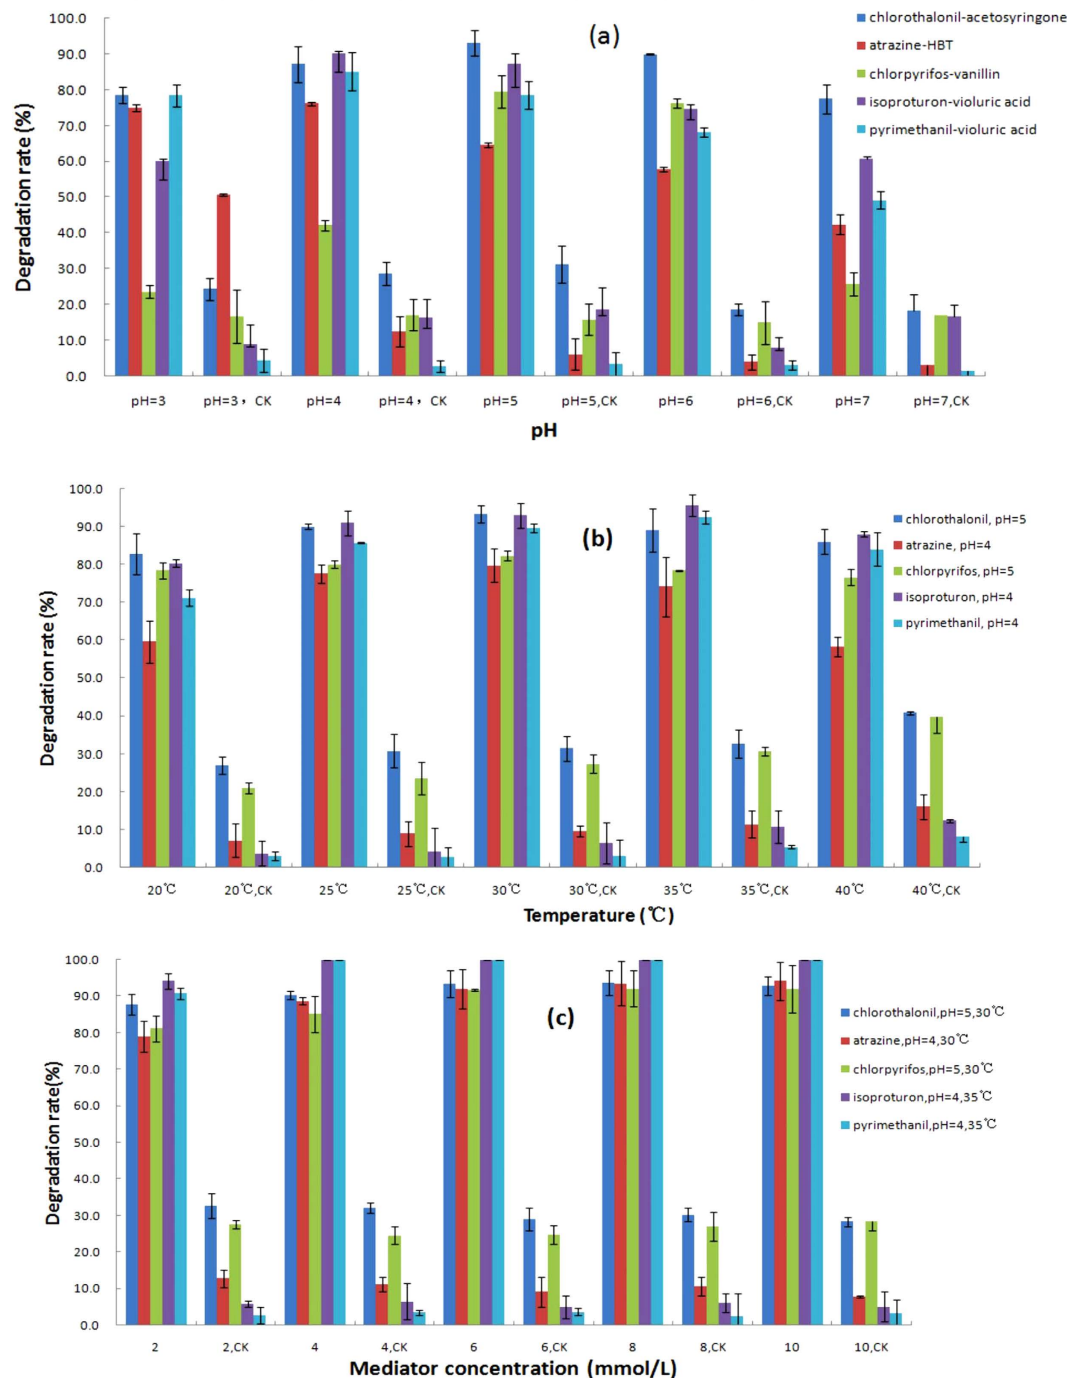 (a)
chlorothalonil-acetosyringone
atrazine-HBT
chlorpyrifos-vanillin
isoproturon-violuric acid
pyrimethanil-violuric acid
Degradation rate (%)
100.0
90.0
80.0
70.0
60.0
50.0
40.0
30.0
20.0
10.0
0.0
pH=3
pH=3，CK
pH=4
pH=4，CK
pH=5
pH=5,CK
pH=6
pH=6,CK
pH=7
pH=7,CK
pH
(b)
chlorothalonil, pH=5
atrazine, pH=4
chlorpyrifos, pH=5
isoproturon, pH=4
pyrimethanil, pH=4
Degradation rate (%)
100.0
90.0
80.0
70.0
60.0
50.0
40.0
30.0
20.0
10.0
0.0
20℃
20℃,CK
25℃
25℃,CK
30℃
30℃,CK
35℃
35℃,CK
40℃
40℃,CK
Temperature (℃)
(c)
chlorothalonil,pH=5,30℃
atrazine,pH=4,30℃
chlorpyrifos,pH=5,30℃
isoproturon,pH=4,35℃
pyrimethanil,pH=4,35℃
Degradation rate(%)
100.0
90.0
80.0
70.0
60.0
50.0
40.0
30.0
20.0
10.0
0.0
2
2,CK
4
4,CK
6
6,CK
8
8,CK
10
10,CK
Mediator concentration (mmol/L)